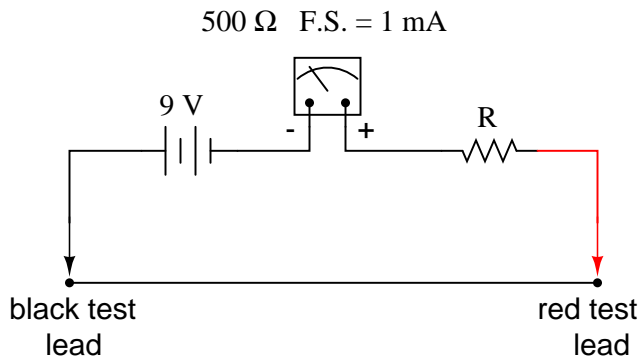 500 Ω F.S. = 1 mA
9 V
- +
R
black test
lead
red test
lead